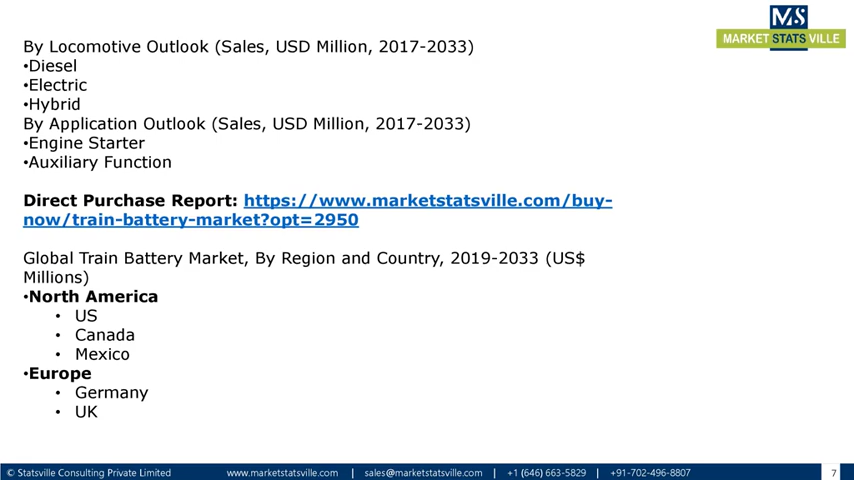 MS
MARKET STATS VILLE
By Locomotive Outlook (Sales, USD Million, 2017-2033)
•Diesel
•Electric
•Hybrid
By Application Outlook (Sales, USD Million, 2017-2033)
•Engine Starter
•Auxiliary Function
Direct Purchase Report: https://www.marketstatsville.com/buy-
now/train-battery-market?opt=2950
Global Train Battery Market, By Region and Country, 2019-2033 (US$
Millions)
•North America
• US
• Canada
• Mexico
•Europe
• Germany
• UK
© Statsville Consulting Private Limited www.marketstatsville.com | sales@marketstatsville.com | +1 (646) 663-5829 | +91-702-496-8807 7